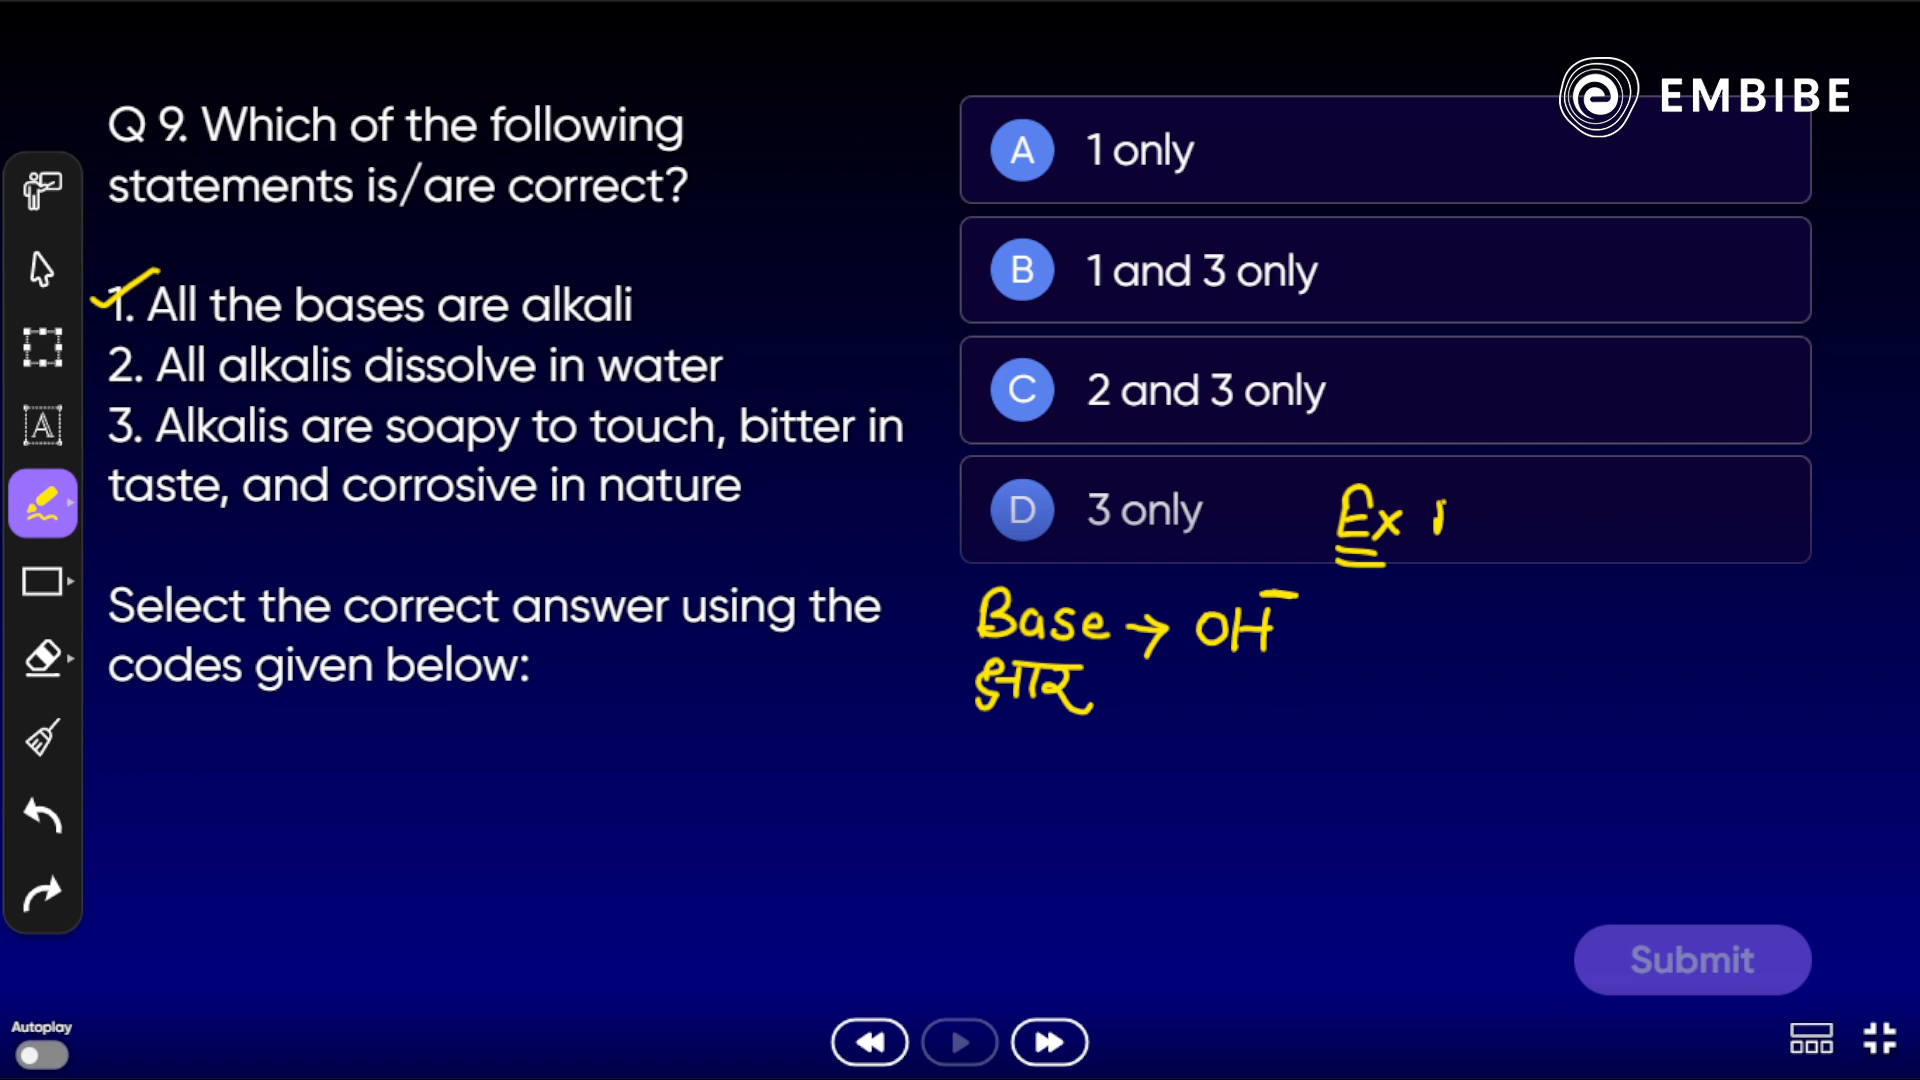 EMBIBE
Q 9. Which of the following
statements is/are correct?
1. All the bases are alkali
2. All alkalis dissolve in water
3. Alkalis are soapy to touch, bitter in
taste, and corrosive in nature
Select the correct answer using the
codes given below:
A 1 only
B 1 and 3 only
C 2 and 3 only
D 3 only
Ex
Base → OH⁻
क्षार
Submit
Autoplay